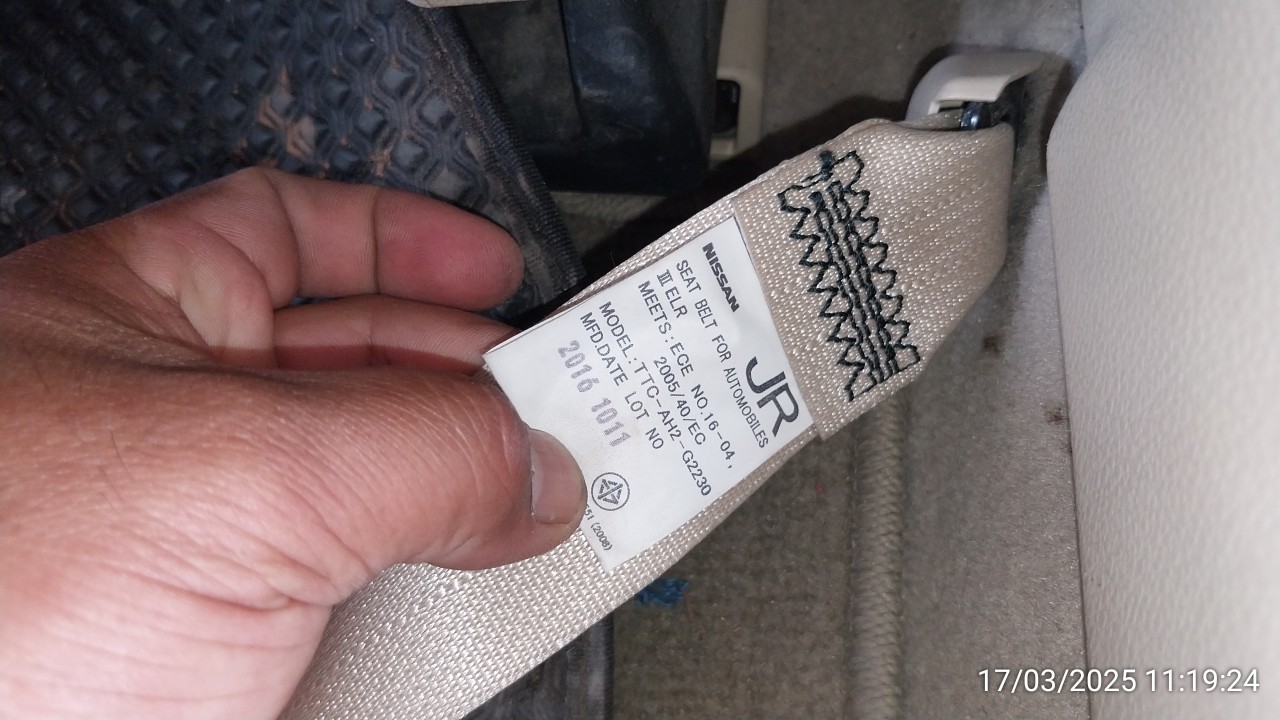 NISSAN
JR
SEAT BELT FOR AUTOMOBILES
Ⅲ ELR
MEETS:ECE NO.16-04,
2005/40/EC
MODEL:TTC-AH2-G2230
MFD.DATE LOT NO
2016 1011
(2008)
17/03/2025 11:19:24